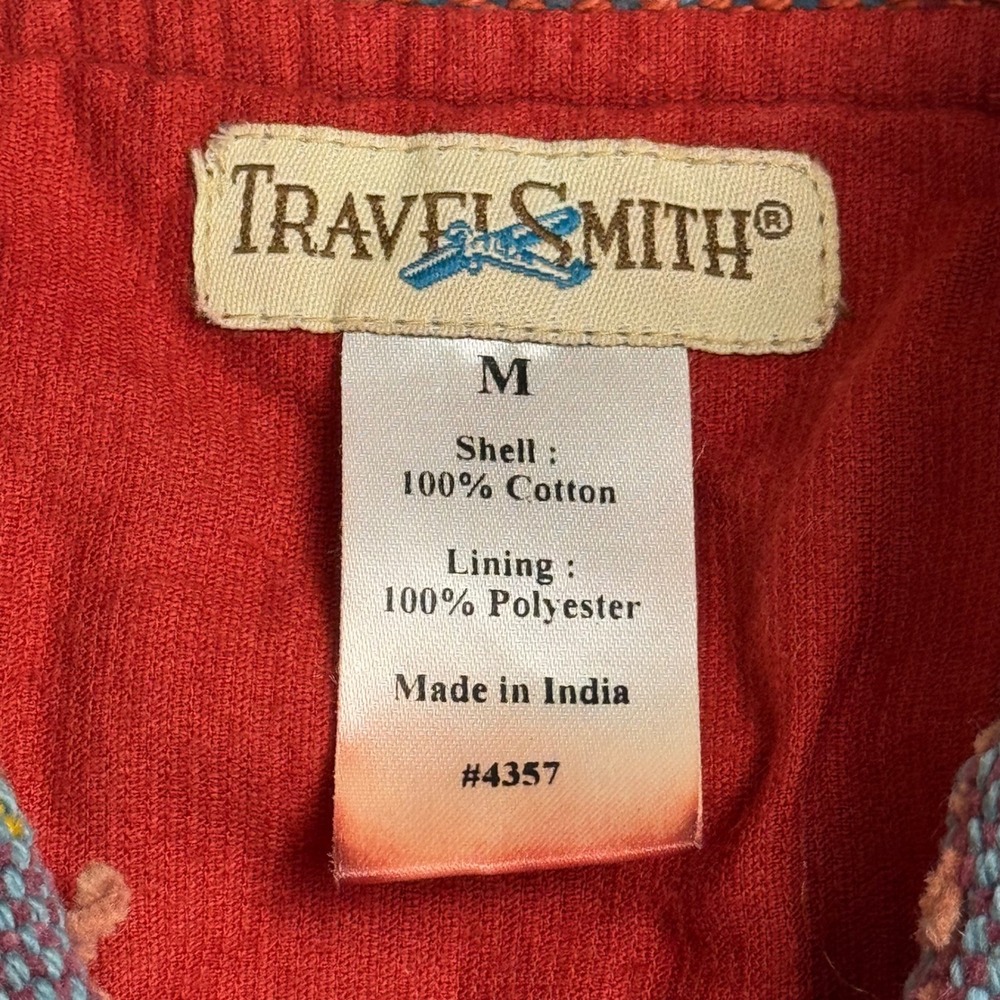 TRAVELSMITH®
M
Shell :
100% Cotton
Lining :
100% Polyester
Made in India
#4357